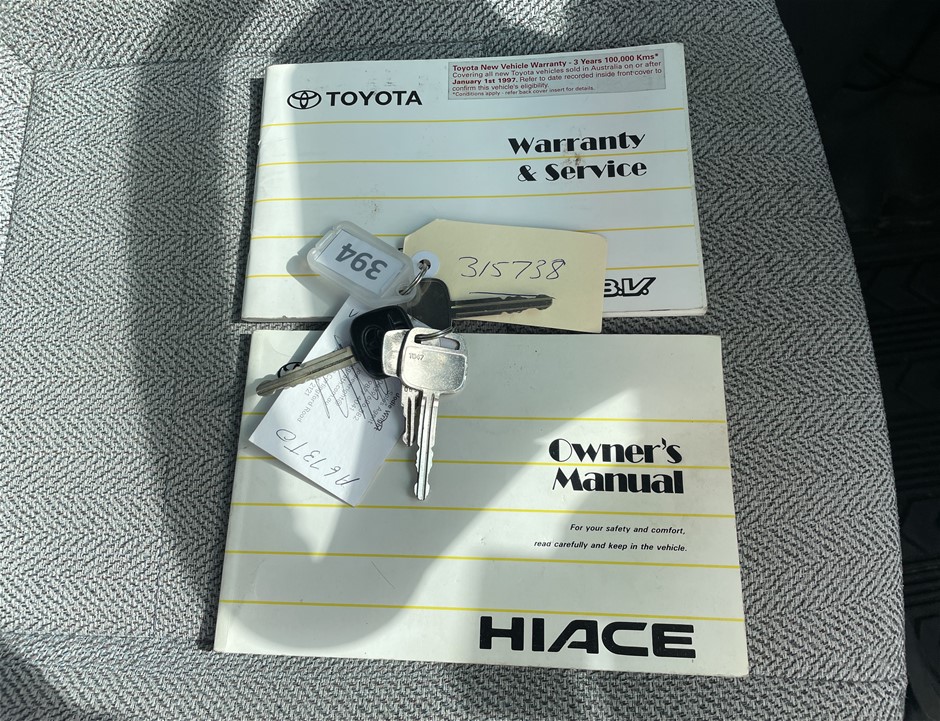 Toyota New Vehicle Warranty - 3 Years 100,000 Kms*
Covering all new Toyota vehicles sold in Australia on or after
January 1st 1997. Refer to date recorded inside front cover to
confirm this vehicle's eligibility.
*Conditions apply - refer back cover insert for details.
TOYOTA
Warranty
& Service
394
315738
B.V.
1047
A673TD
Owner's
Manual
For your safety and comfort,
read carefully and keep in the vehicle.
HIACE